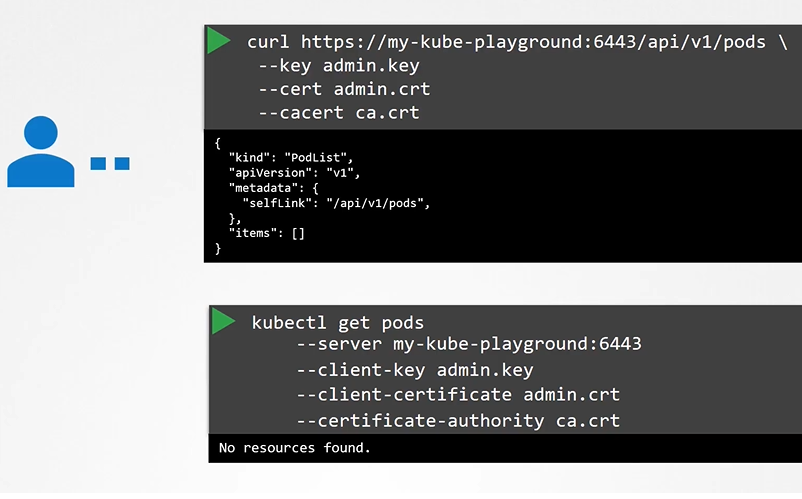 curl https://my-kube-playground:6443/api/v1/pods \
--key admin.key
--cert admin.crt
--cacert ca.crt
{
"kind": "PodList",
"apiVersion": "v1",
"metadata": {
"selfLink": "/api/v1/pods",
},
"items": []
}
kubectl get pods
--server my-kube-playground:6443
--client-key admin.key
--client-certificate admin.crt
--certificate-authority ca.crt
No resources found.